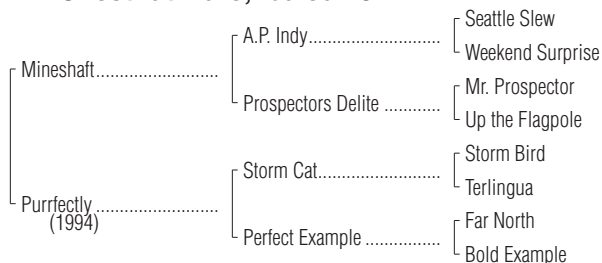 Seattle Slew
A.P. Indy
Weekend Surprise
Mineshaft
Mr. Prospector
Prospectors Delite
Up the Flagpole
Storm Bird
Storm Cat
Terlingua
Purrfectly
(1994)
Far North
Perfect Example
Bold Example